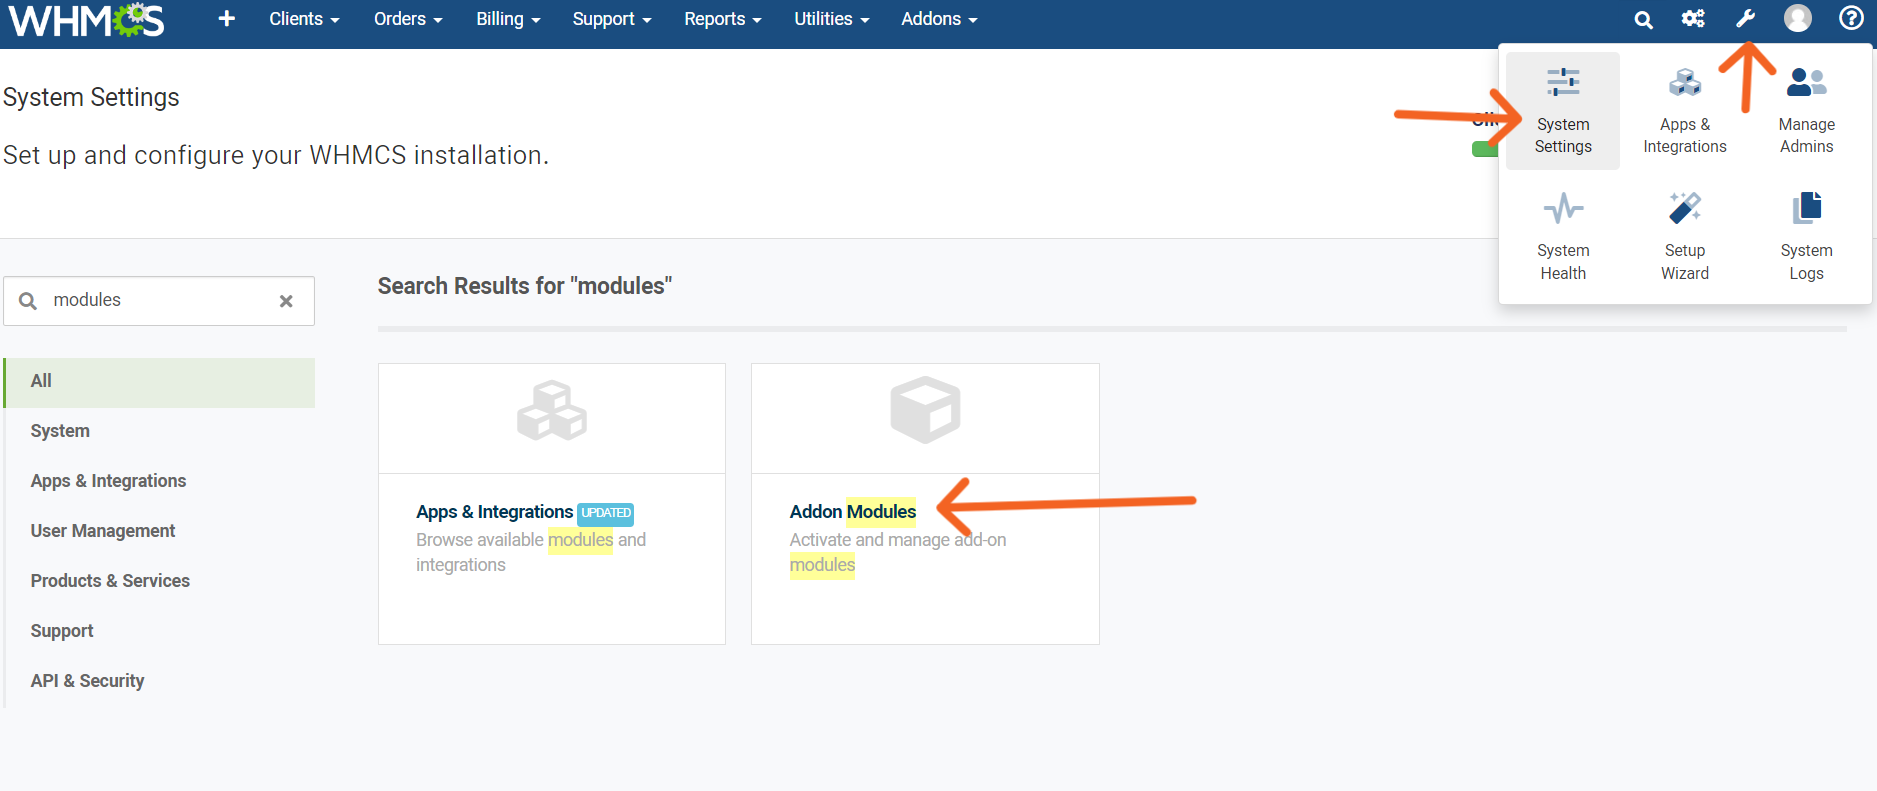 WHMCS
+ Clients Orders Billing Support Reports Utilities Addons
System Settings
Set up and configure your WHMCS installation.
System Settings
Apps & Integrations
Manage Admins
System Health
Setup Wizard
System Logs
modules
All
System
Apps & Integrations
User Management
Products & Services
Support
API & Security
Search Results for "modules"
Apps & Integrations UPDATED
Browse available modules and
integrations
Addon Modules
Activate and manage add-on
modules